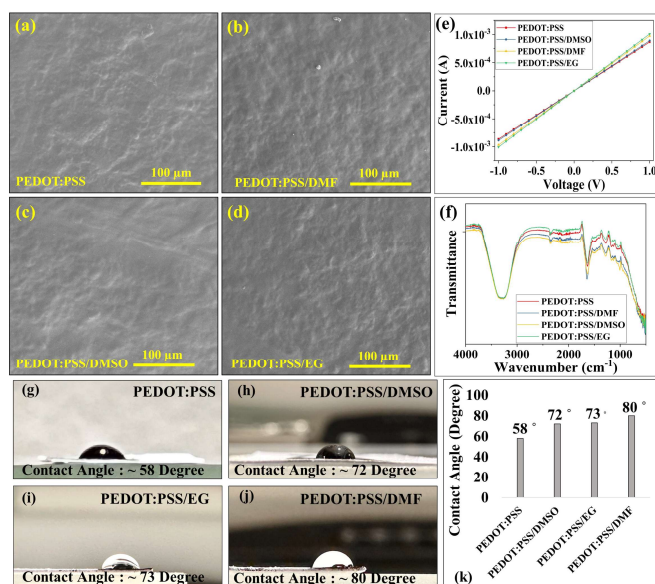 (a)
100 µm
PEDOT:PSS
(b)
100 µm
PEDOT:PSS/DMF
(c)
100 µm
PEDOT:PSS/DMSO
(d)
100 µm
PEDOT:PSS/EG
(e)
PEDOT:PSS
PEDOT:PSS/DMSO
PEDOT:PSS/DMF
PEDOT:PSS/EG
Current (A)
1.0x10⁻³
5.0x10⁻⁴
0.0
-5.0x10⁻⁴
-1.0x10⁻³
-1.0 -0.5 0.0 0.5 1.0
Voltage (V)
(f)
Transmittance
PEDOT:PSS
PEDOT:PSS/DMF
PEDOT:PSS/DMSO
PEDOT:PSS/EG
4000 3000 2000 1000
Wavenumber (cm⁻¹)
(g)
PEDOT:PSS
Contact Angle : ~ 58 Degree
(h)
PEDOT:PSS/DMSO
Contact Angle : ~ 72 Degree
(i)
PEDOT:PSS/EG
Contact Angle : ~ 73 Degree
(j)
PEDOT:PSS/DMF
Contact Angle : ~ 80 Degree
Contact Angle (Degree)
100
80
60
40
20
0
58 °
72 °
73 °
80 °
PEDOT:PSS
PEDOT:PSS/DMSO
PEDOT:PSS/EG
PEDOT:PSS/DMF
(k)